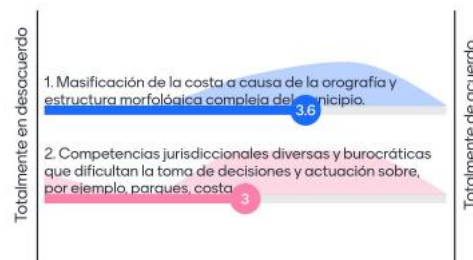 Totalmente en desacuerdo
1. Masificación de la costa a causa de la orografía y
estructura morfológica compleja del municipio.
3.6
2. Competencias jurisdiccionales diversas y burocráticas
que dificultan la toma de decisiones y actuación sobre,
por ejemplo, parques, costa
3
Totalmente de acuerdo